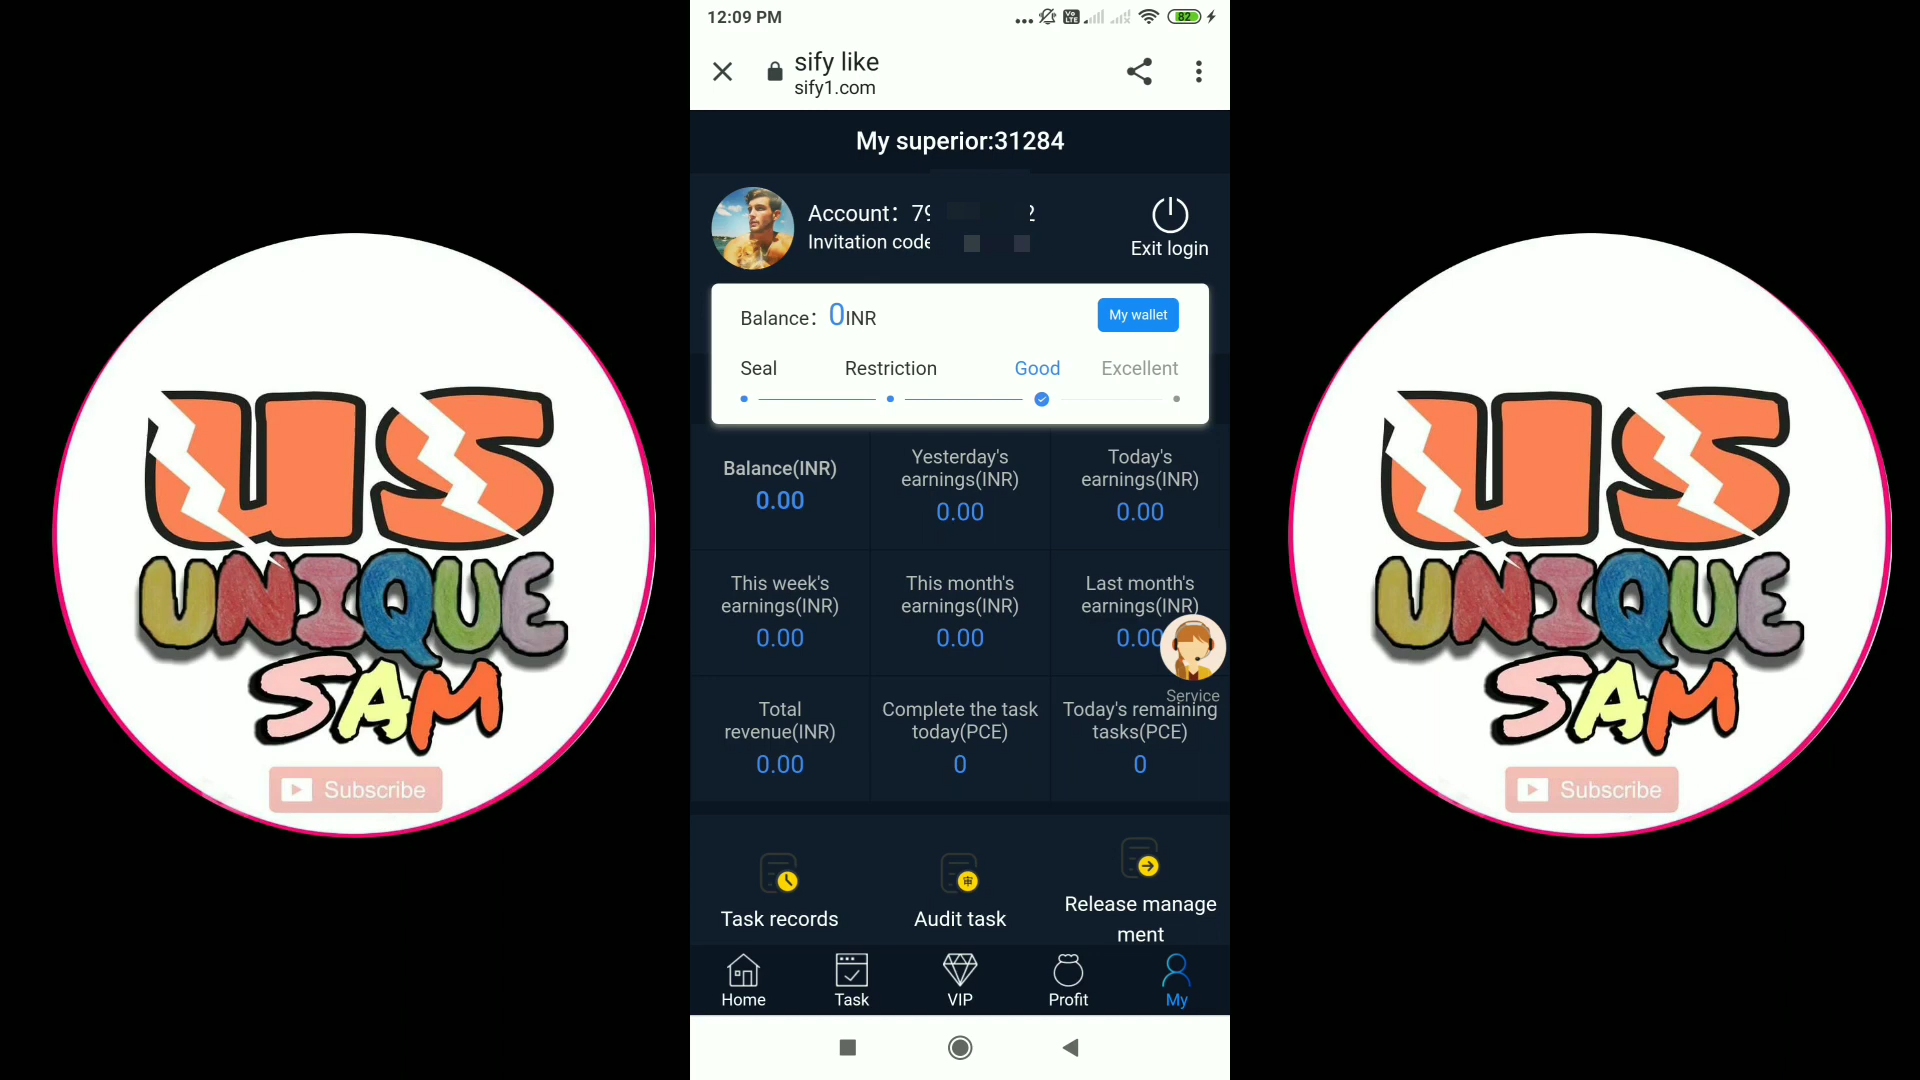 12:09 PM
Vo LTE
82
sify like
sify1.com
My superior:31284
Account: 79 2
Invitation code
Exit login
Balance: 0INR
My wallet
Seal Restriction Good Excellent
Balance(INR)
0.00
Yesterday's
earnings(INR)
0.00
Today's
earnings(INR)
0.00
This week's
earnings(INR)
0.00
This month's
earnings(INR)
0.00
Last month's
earnings(INR)
0.00
Service
Total
revenue(INR)
0.00
Complete the task
today(PCE)
0
Today's remaining
tasks(PCE)
0
Task records
审
Audit task
Release manage
ment
Home Task VIP Profit My
US
UNIQUE
SAM
Subscribe
US
UNIQUE
SAM
Subscribe